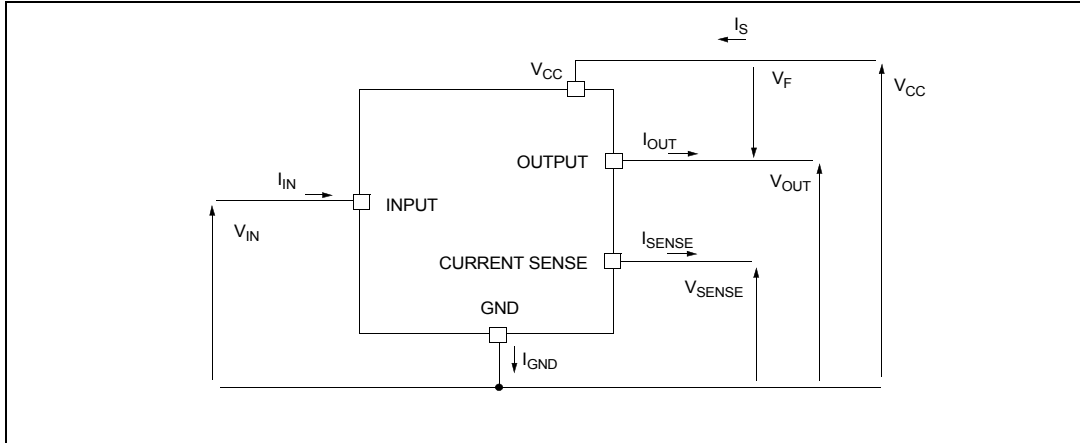 I_S
V_CC
V_F
V_CC
I_OUT
OUTPUT
V_OUT
I_IN
INPUT
V_IN
I_SENSE
CURRENT SENSE
V_SENSE
GND
I_GND